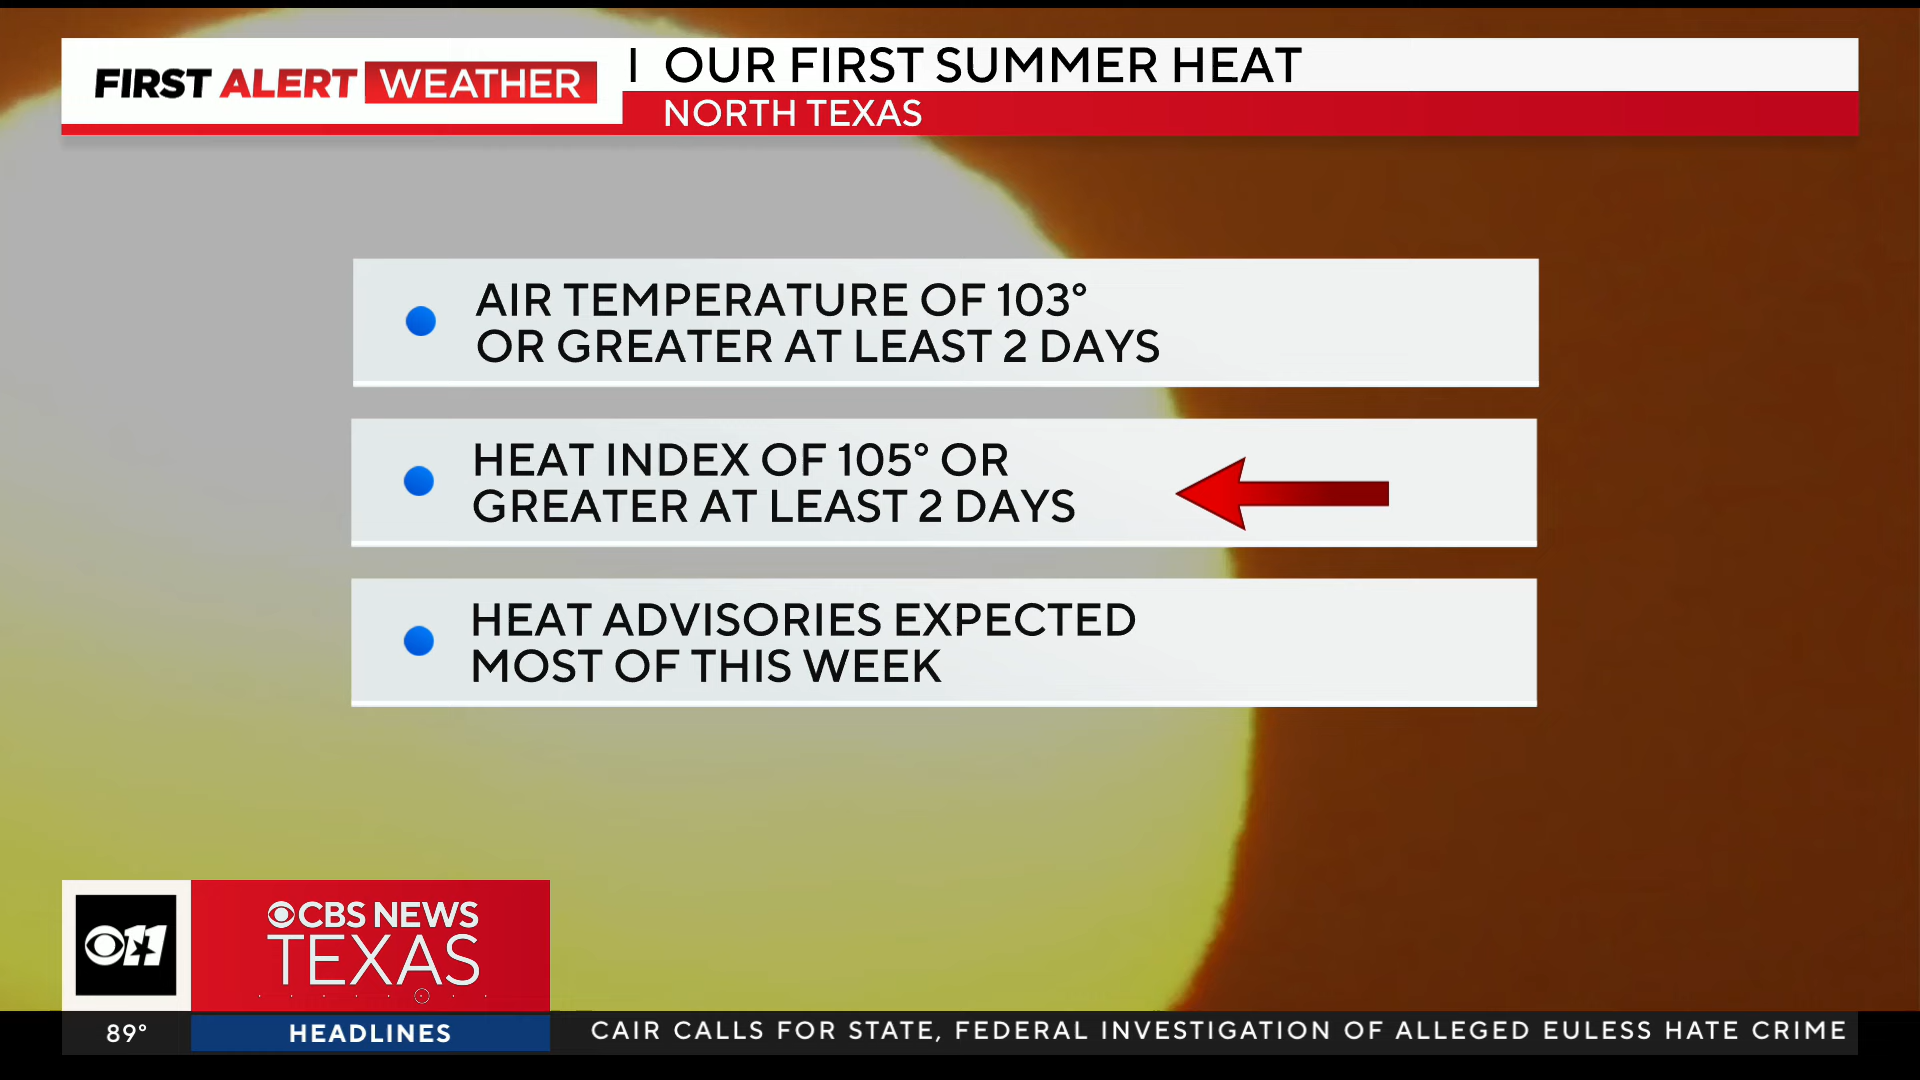 FIRST ALERT WEATHER
| OUR FIRST SUMMER HEAT
NORTH TEXAS
AIR TEMPERATURE OF 103°
OR GREATER AT LEAST 2 DAYS
HEAT INDEX OF 105° OR
GREATER AT LEAST 2 DAYS
HEAT ADVISORIES EXPECTED
MOST OF THIS WEEK
11
CBS NEWS
TEXAS
89°
HEADLINES
CAIR CALLS FOR STATE, FEDERAL INVESTIGATION OF ALLEGED EULESS HATE CRIME